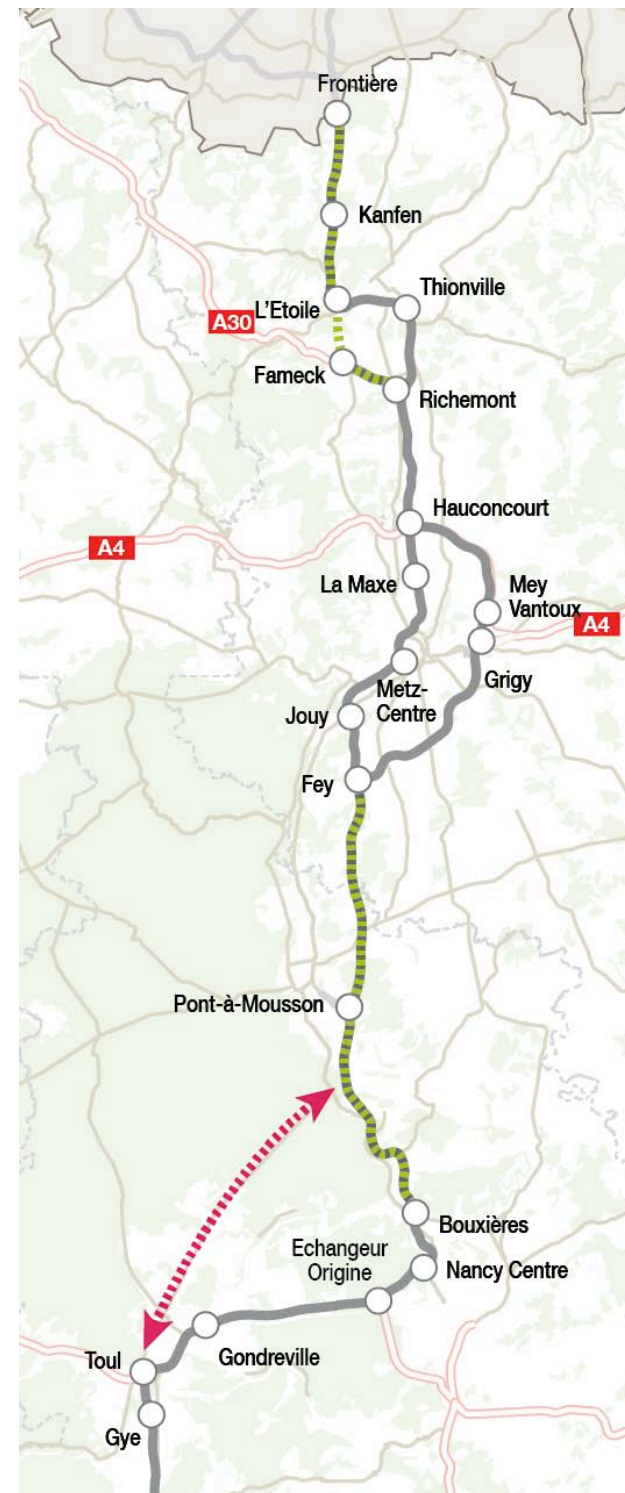 Frontière
Kanfen
L'Etoile
Thionville
A30
Fameck
Richemont
Hauconcourt
A4
La Maxe
Mey
Vantoux
A4
Grigy
Metz-
Centre
Jouy
Fey
Pont-à-Mousson
Bouxières
Echangeur
Origine
Nancy Centre
Gondreville
Toul
Gye